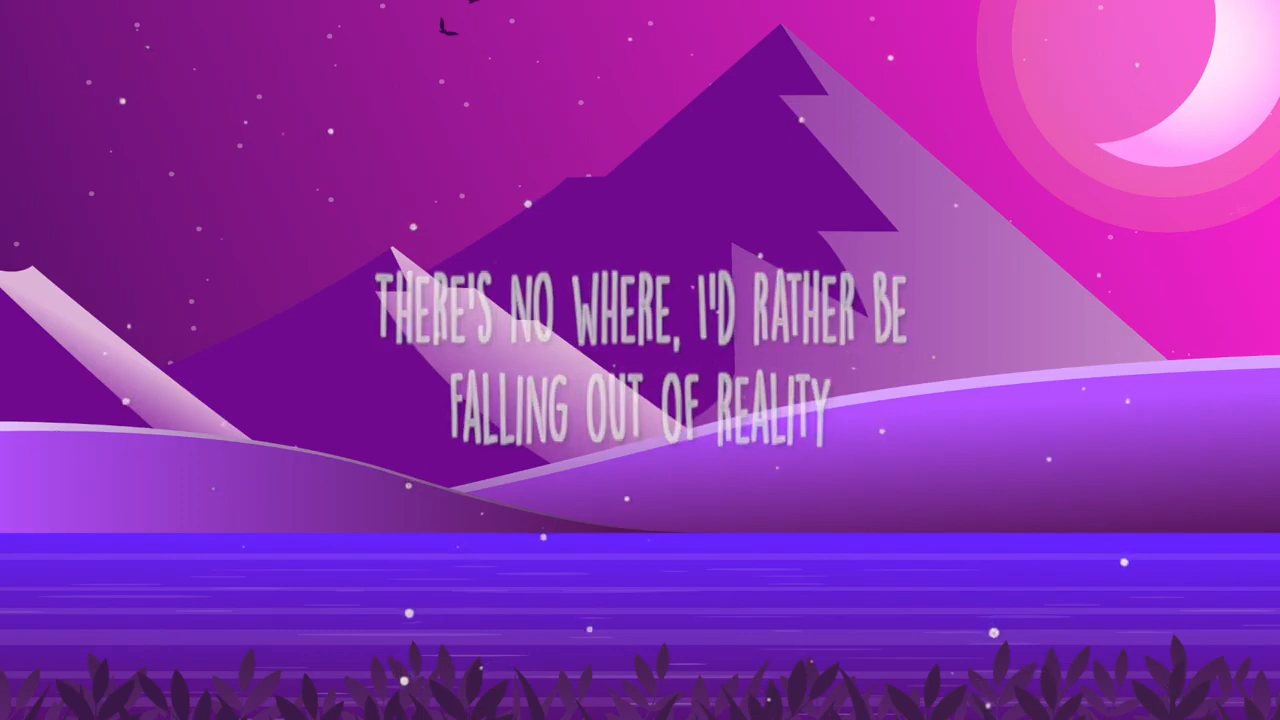 THERE'S NO WHERE, I'D RATHER BE
FALLING OUT OF REALITY